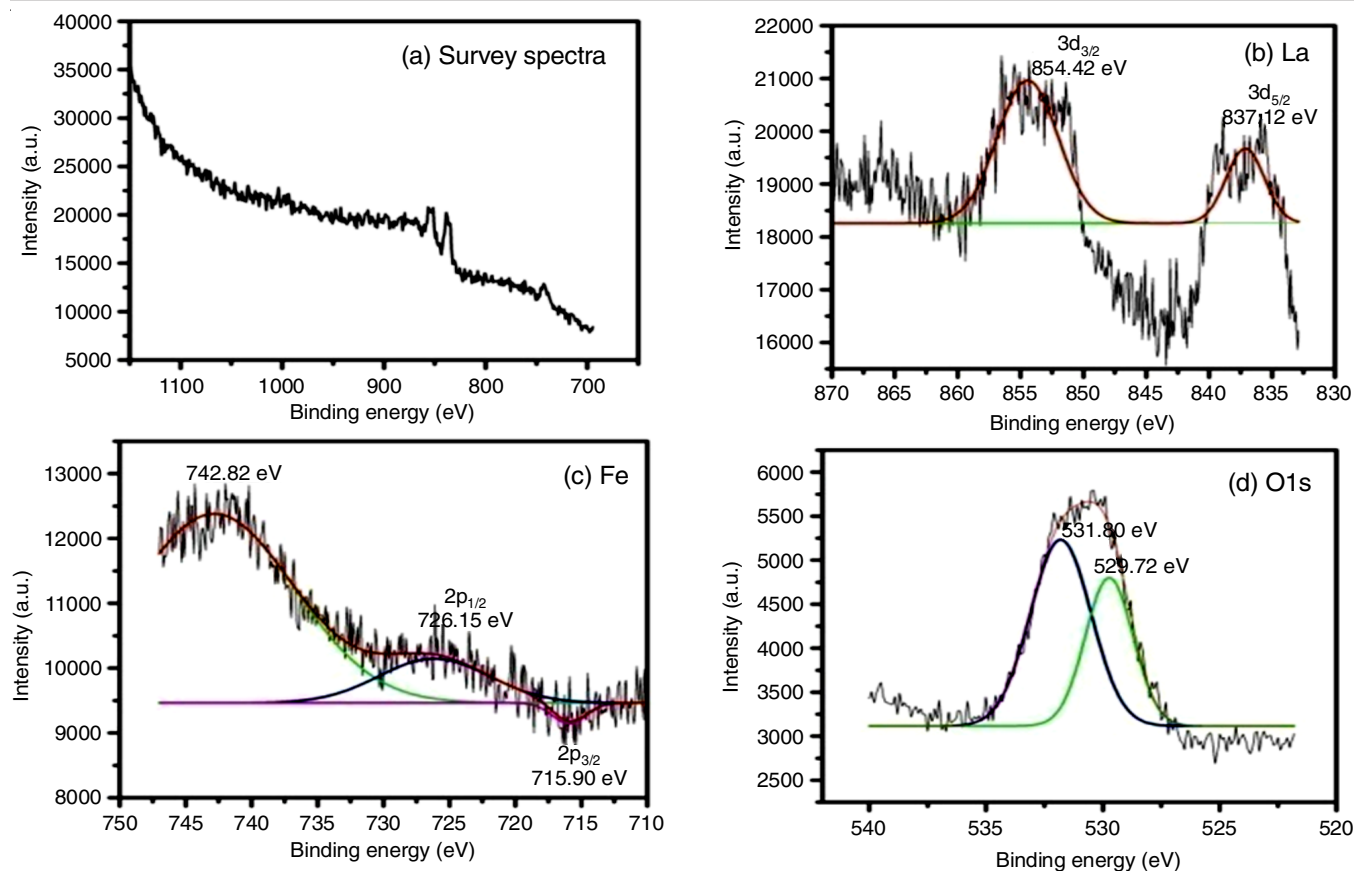 (a) Survey spectra
40000
35000
30000
25000
20000
15000
10000
5000
Intensity (a.u.)
1100 1000 900 800 700
Binding energy (eV)
(b) La
3d3/2
854.42 eV
3d5/2
837.12 eV
22000
21000
20000
19000
18000
17000
16000
Intensity (a.u.)
870 865 860 855 850 845 840 835 830
Binding energy (eV)
(c) Fe
742.82 eV
2p1/2
726.15 eV
2p3/2
715.90 eV
13000
12000
11000
10000
9000
8000
Intensity (a.u.)
750 745 740 735 730 725 720 715 710
Binding energy (eV)
(d) O1s
531.80 eV
529.72 eV
6000
5500
5000
4500
4000
3500
3000
2500
Intensity (a.u.)
540 535 530 525 520
Binding energy (eV)